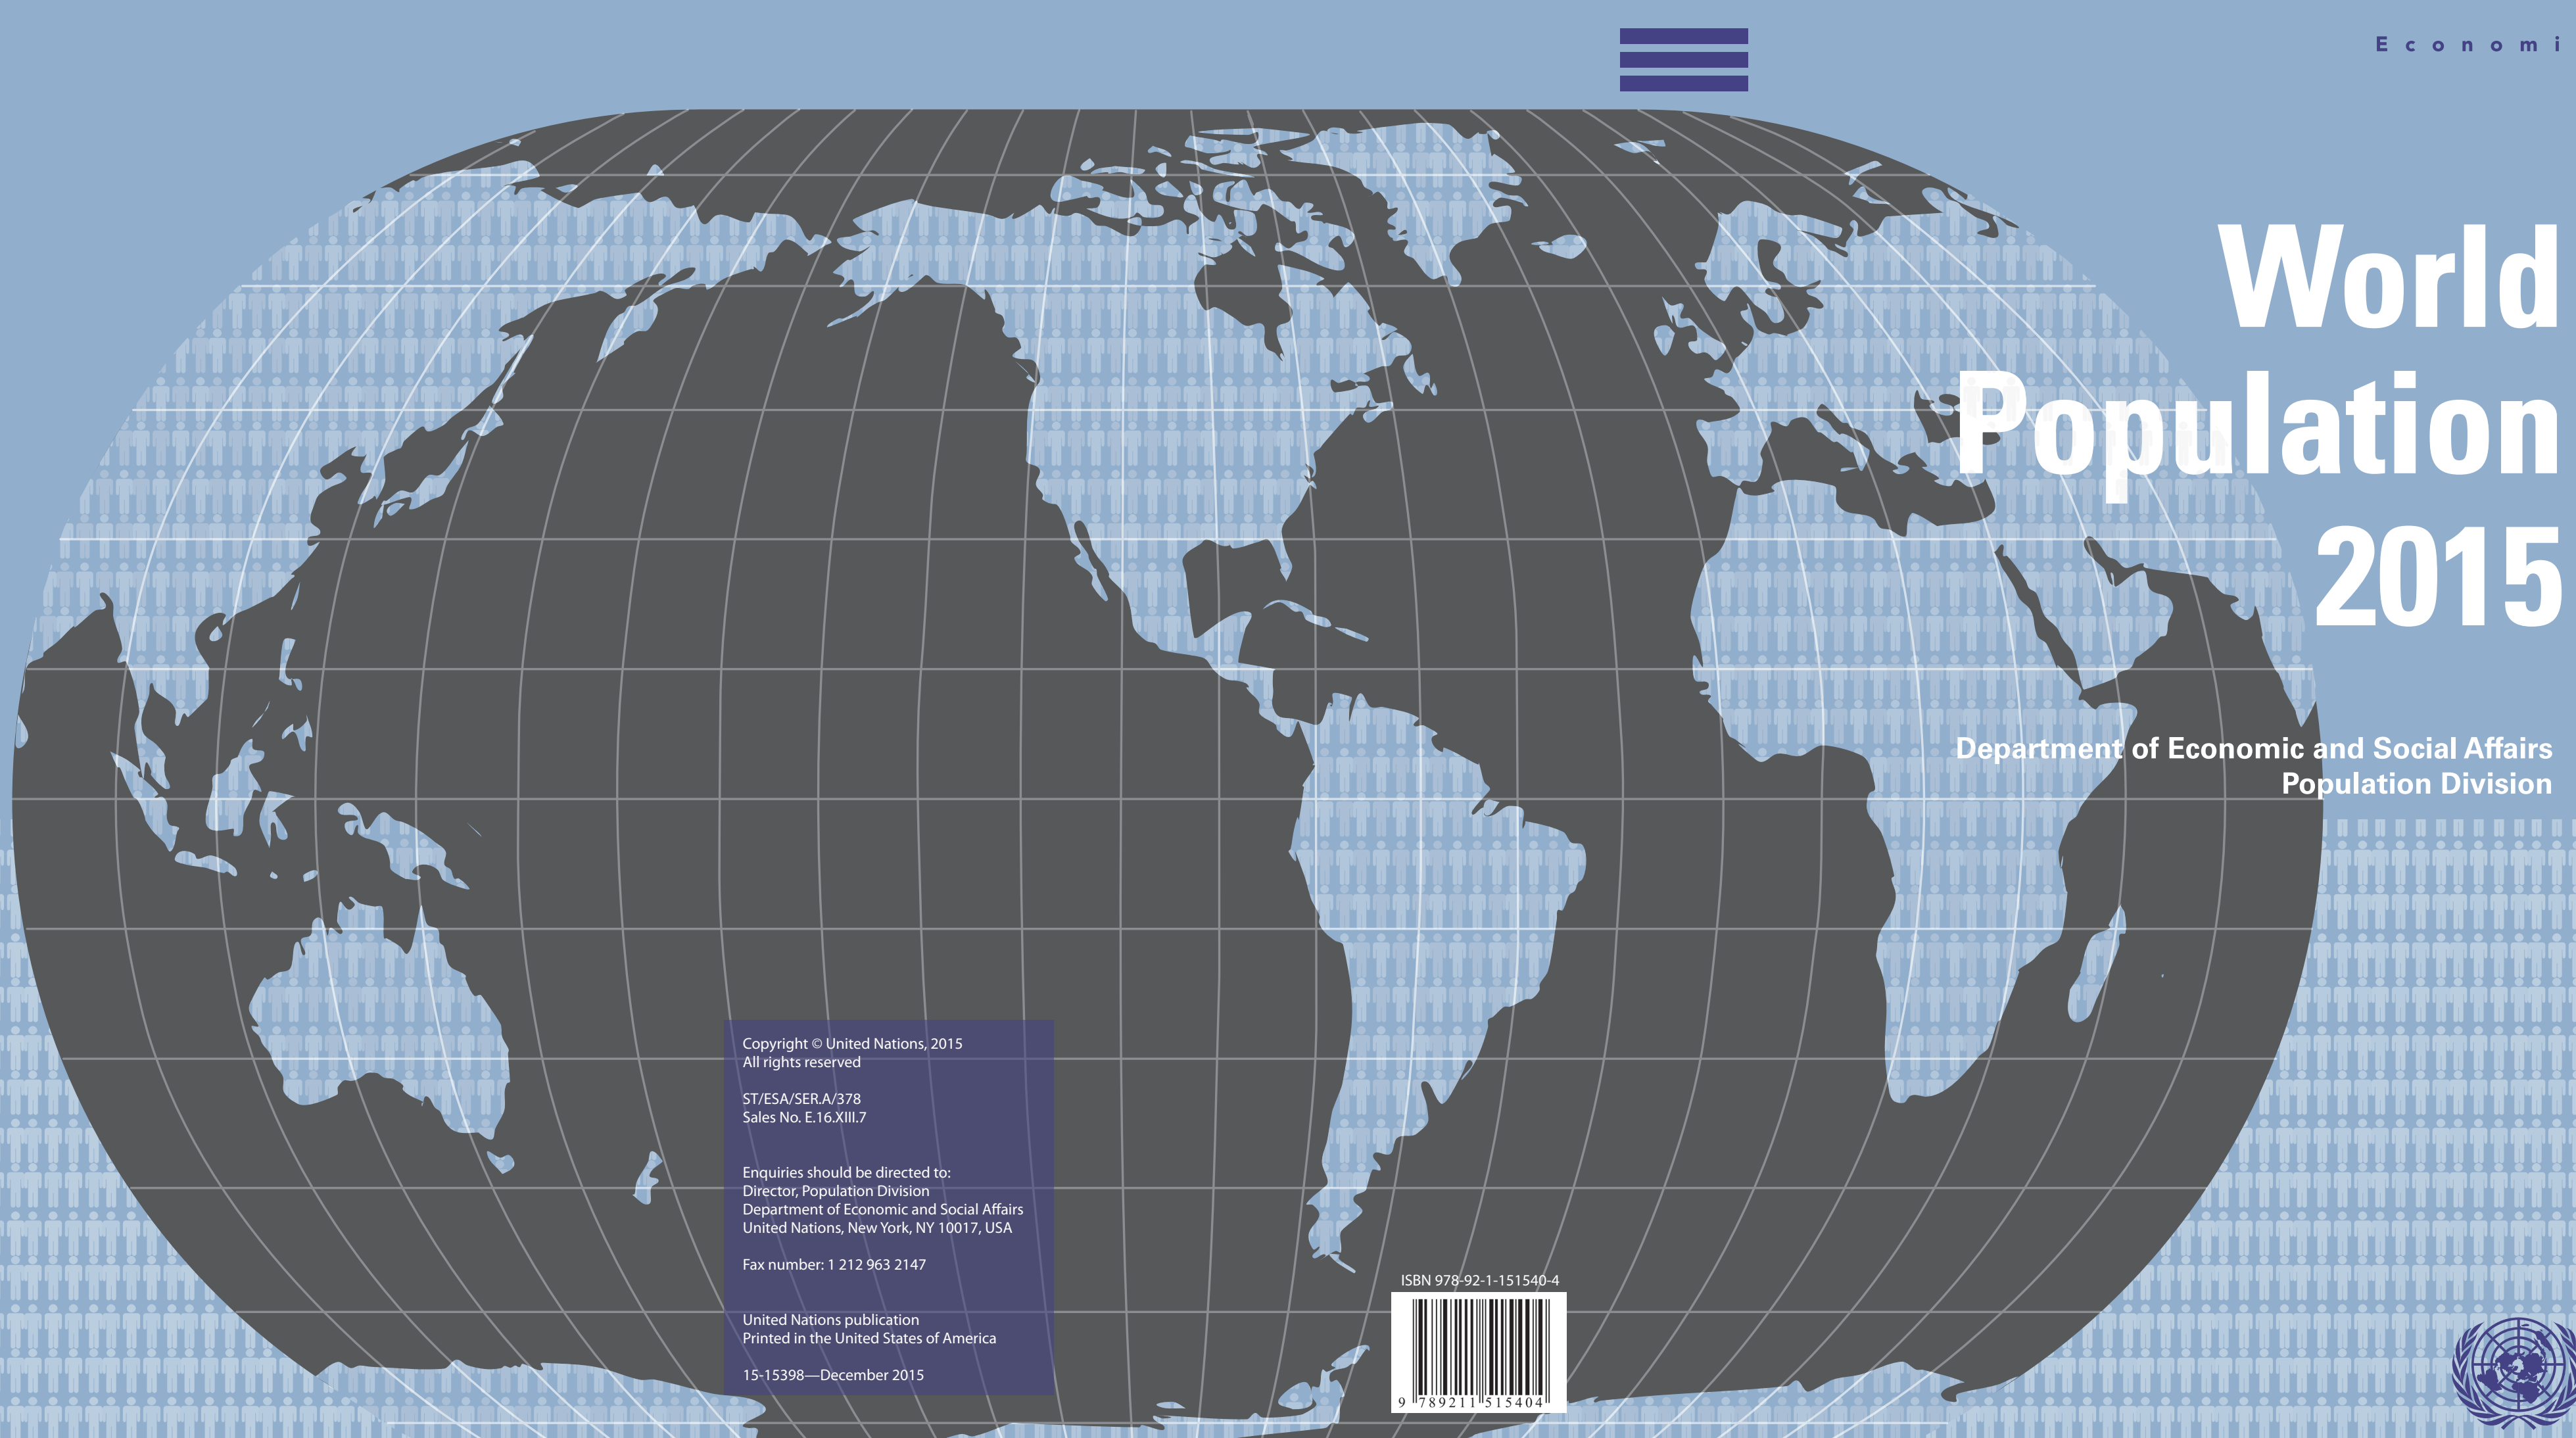 Economi
World
Population
2015
Department of Economic and Social Affairs
Population Division
Copyright © United Nations, 2015
All rights reserved
ST/ESA/SER.A/378
Sales No. E.16.XIII.7
Enquiries should be directed to:
Director, Population Division
Department of Economic and Social Affairs
United Nations, New York, NY 10017, USA
Fax number: 1 212 963 2147
United Nations publication
Printed in the United States of America
15-15398—December 2015
ISBN 978-92-1-151540-4
9 789211 515404